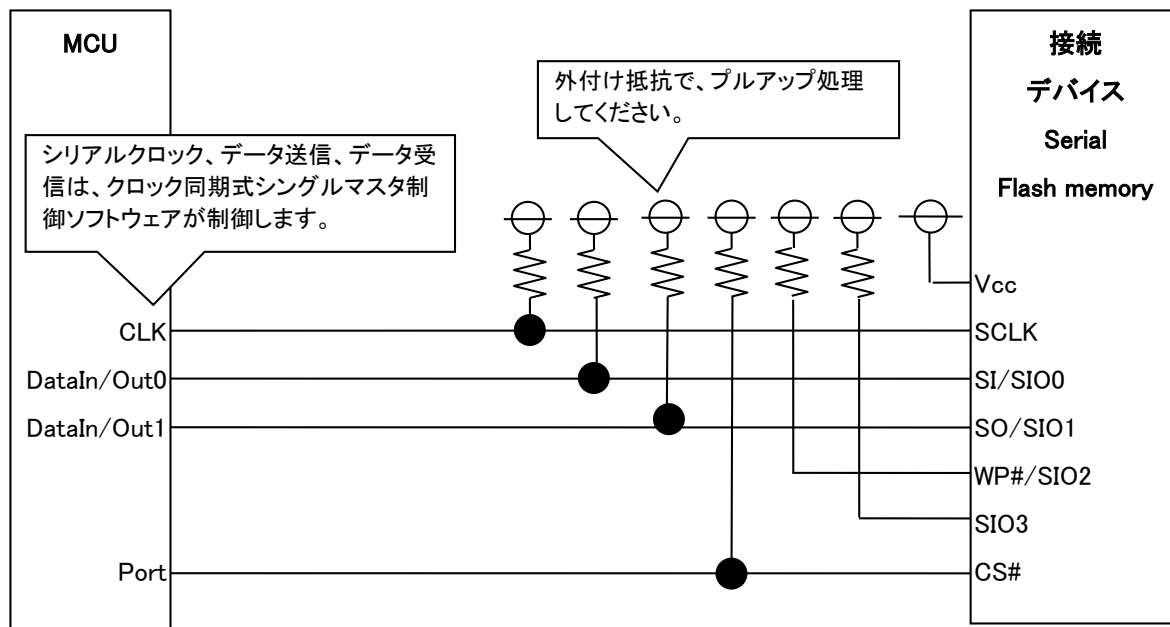 MCU
シリアルクロック、データ送信、データ受
信は、クロック同期式シングルマスタ制
御ソフトウェアが制御します。
外付け抵抗で、プルアップ処理
してください。
接続
デバイス
Serial
Flash memory
Vcc
CLK
SCLK
DataIn/Out0
SI/SIO0
DataIn/Out1
SO/SIO1
WP#/SIO2
SIO3
Port
CS#